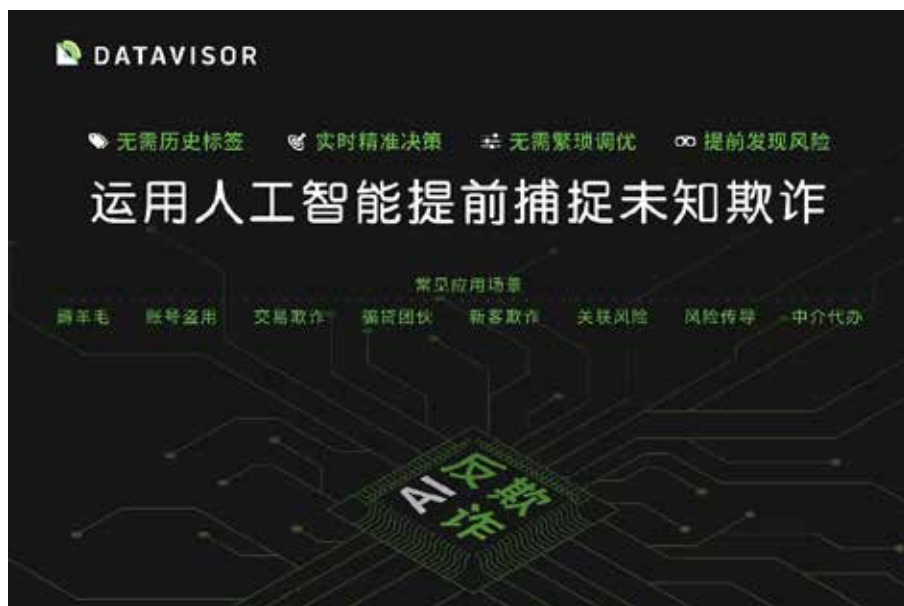 DATAVISOR
无需历史标签 实时精准决策 无需繁琐调优 提前发现风险
运用人工智能提前捕捉未知欺诈
常见应用场景
薅羊毛 账号盗用 交易欺诈 骗贷团伙 新客欺诈 关联风险 风险传导 中介代办
AI反欺诈